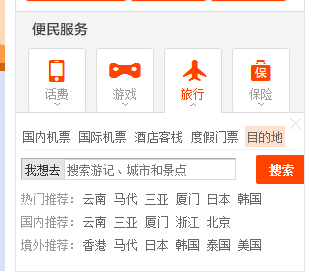 便民服务
话费 游戏 旅行 保
保险
国内机票 国际机票 酒店客栈 度假门票 目的地
我想去 搜索游记、城市和景点 搜索
热门推荐： 云南 马代 三亚 厦门 日本 韩国
国内推荐： 云南 三亚 厦门 浙江 北京
境外推荐： 香港 马代 日本 韩国 泰国 美国